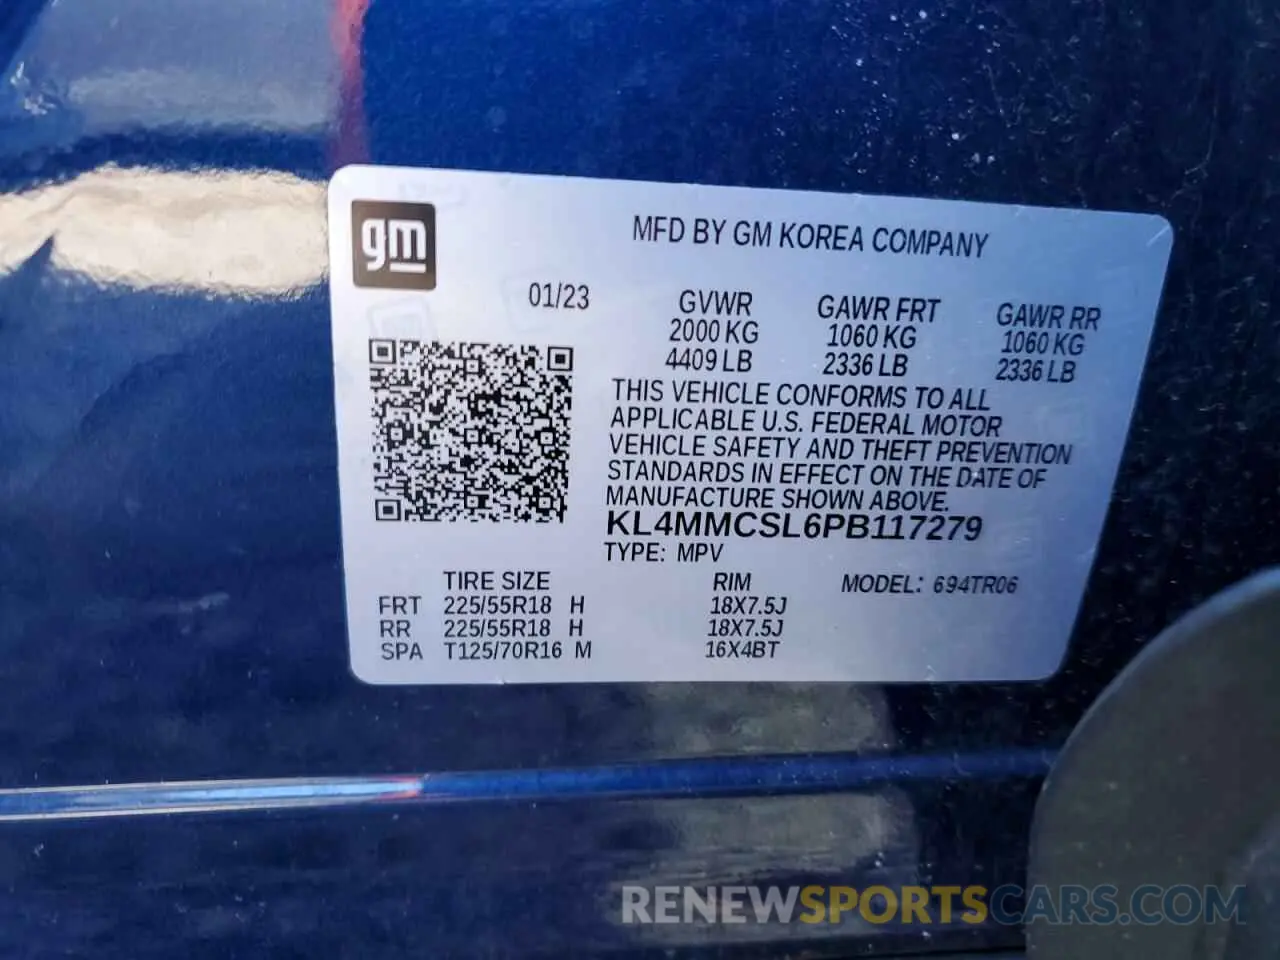 gm
MFD BY GM KOREA COMPANY
01/23
GVWR GAWR FRT GAWR RR
2000 KG 1060 KG 1060 KG
4409 LB 2336 LB 2336 LB
THIS VEHICLE CONFORMS TO ALL
APPLICABLE U.S. FEDERAL MOTOR
VEHICLE SAFETY AND THEFT PREVENTION
STANDARDS IN EFFECT ON THE DATE OF
MANUFACTURE SHOWN ABOVE.
KL4MMCSL6PB117279
TYPE: MPV
TIRE SIZE RIM MODEL: 694TR06
FRT 225/55R18 H 18X7.5J
RR 225/55R18 H 18X7.5J
SPA T125/70R16 M 16X4BT
RENEWSPORTSCARS.COM